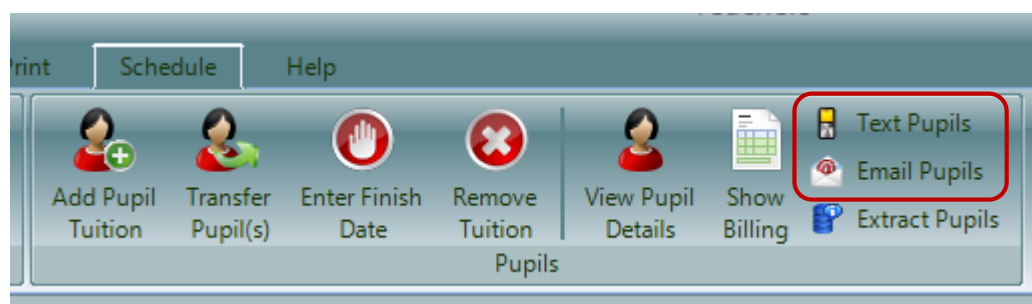 Schedule
Help
Add Pupil
Tuition
Transfer
Pupil(s)
Enter Finish
Date
Remove
Tuition
View Pupil
Details
Show
Billing
Text Pupils
Email Pupils
Extract Pupils
Pupils